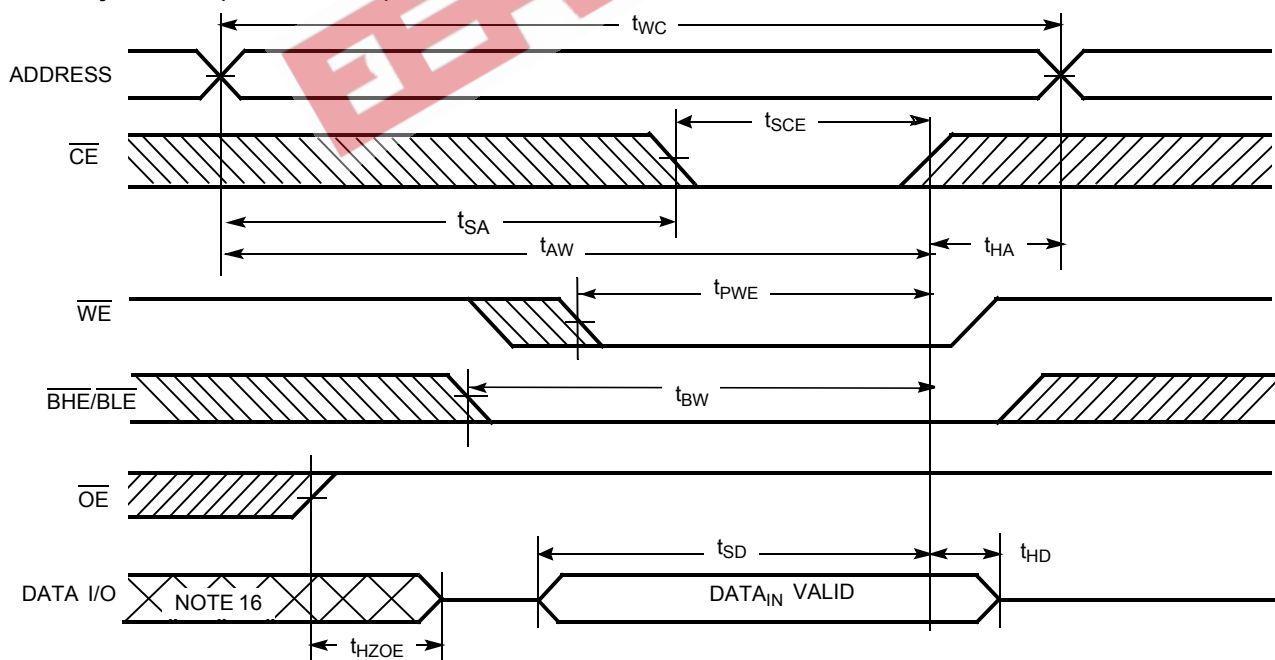 tWC
ADDRESS
tSCE
CE
tSA
tAW
tHA
tPWE
WE
BHE/BLE
tBW
OE
tSD
tHD
DATA I/O
NOTE 16
DATAIN VALID
tHZOE